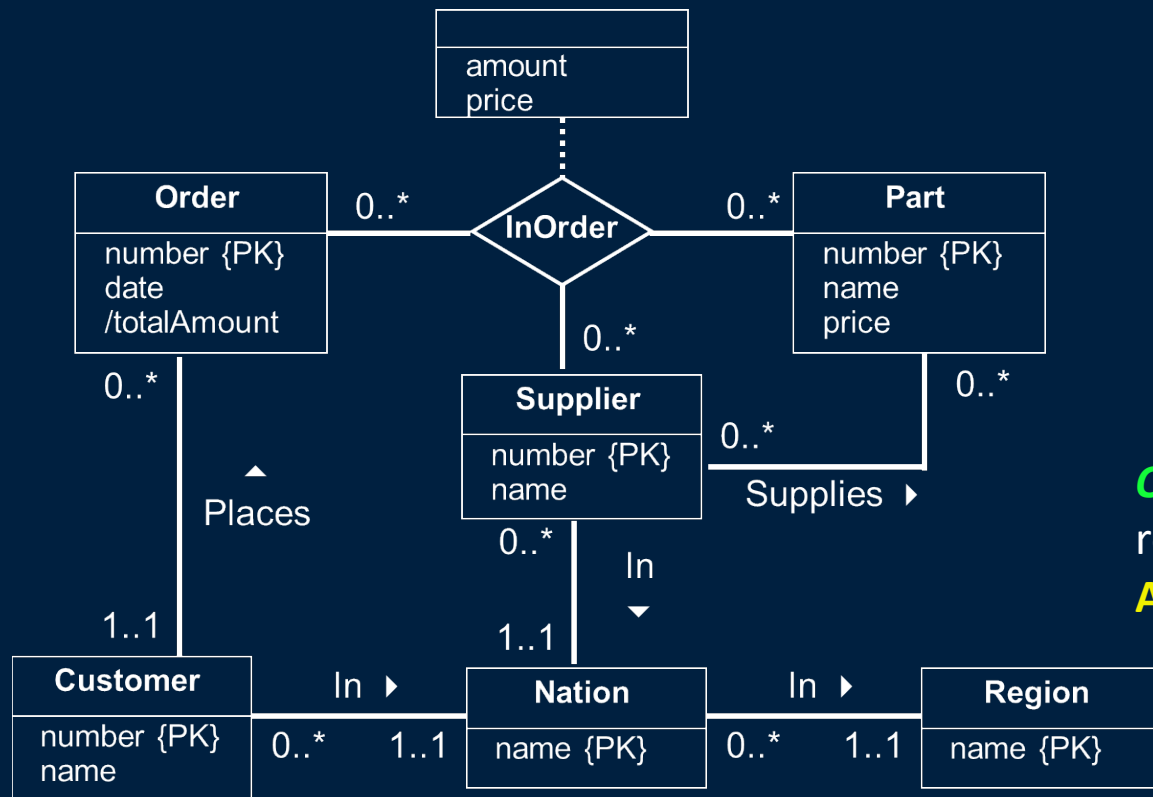 amount
price
Order
number {PK}
date
/totalAmount
0..*
InOrder
0..*
Part
number {PK}
name
price
0..*
0..*
Supplier
number {PK}
name
0..*
0..*
Supplies
Places
0..*
In
1..1
1..1
Customer
number {PK}
name
In
0..*
1..1
Nation
name {PK}
In
0..*
1..1
Region
name {PK}